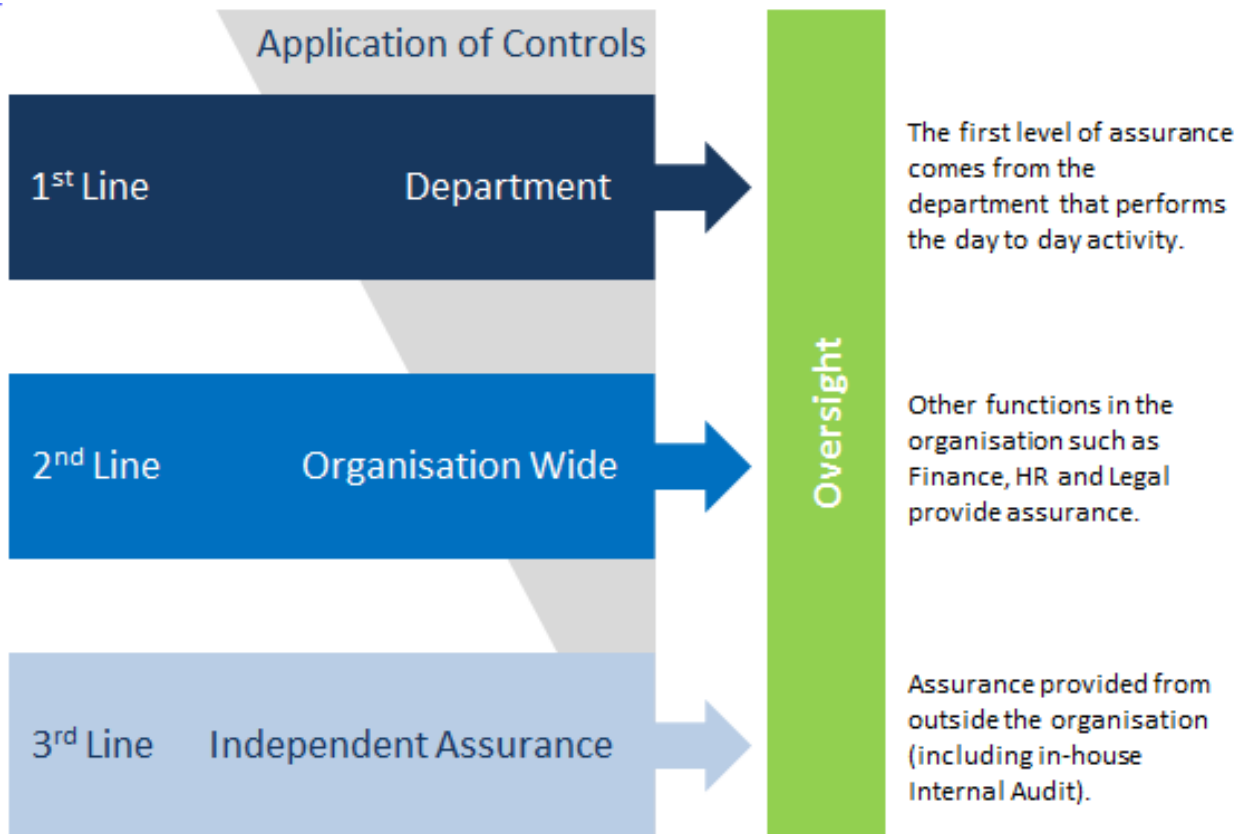 Application of Controls
1st Line Department
The first level of assurance
comes from the
department that performs
the day to day activity.
2nd Line Organisation Wide
Oversight
Other functions in the
organisation such as
Finance, HR and Legal
provide assurance.
3rd Line Independent Assurance
Assurance provided from
outside the organisation
(including in-house
Internal Audit).